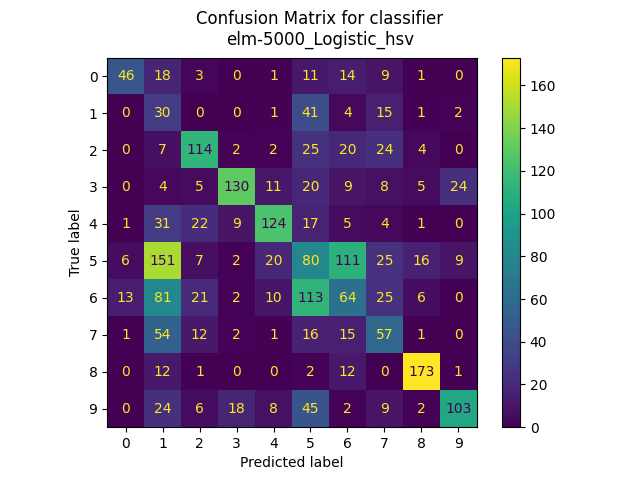 Confusion Matrix for classifier
elm-5000_Logistic_hsv
0 46 18 3 0 1 11 14 9 1 0
1 0 30 0 0 1 41 4 15 1 2
2 0 7 114 2 2 25 20 24 4 0
3 0 4 5 130 11 20 9 8 5 24
4 1 31 22 9 124 17 5 4 1 0
5 6 151 7 2 20 80 111 25 16 9
6 13 81 21 2 10 113 64 25 6 0
7 1 54 12 2 1 16 15 57 1 0
8 0 12 1 0 0 2 12 0 173 1
9 0 24 6 18 8 45 2 9 2 103
0 1 2 3 4 5 6 7 8 9
True label
Predicted label
160
140
120
100
80
60
40
20
0